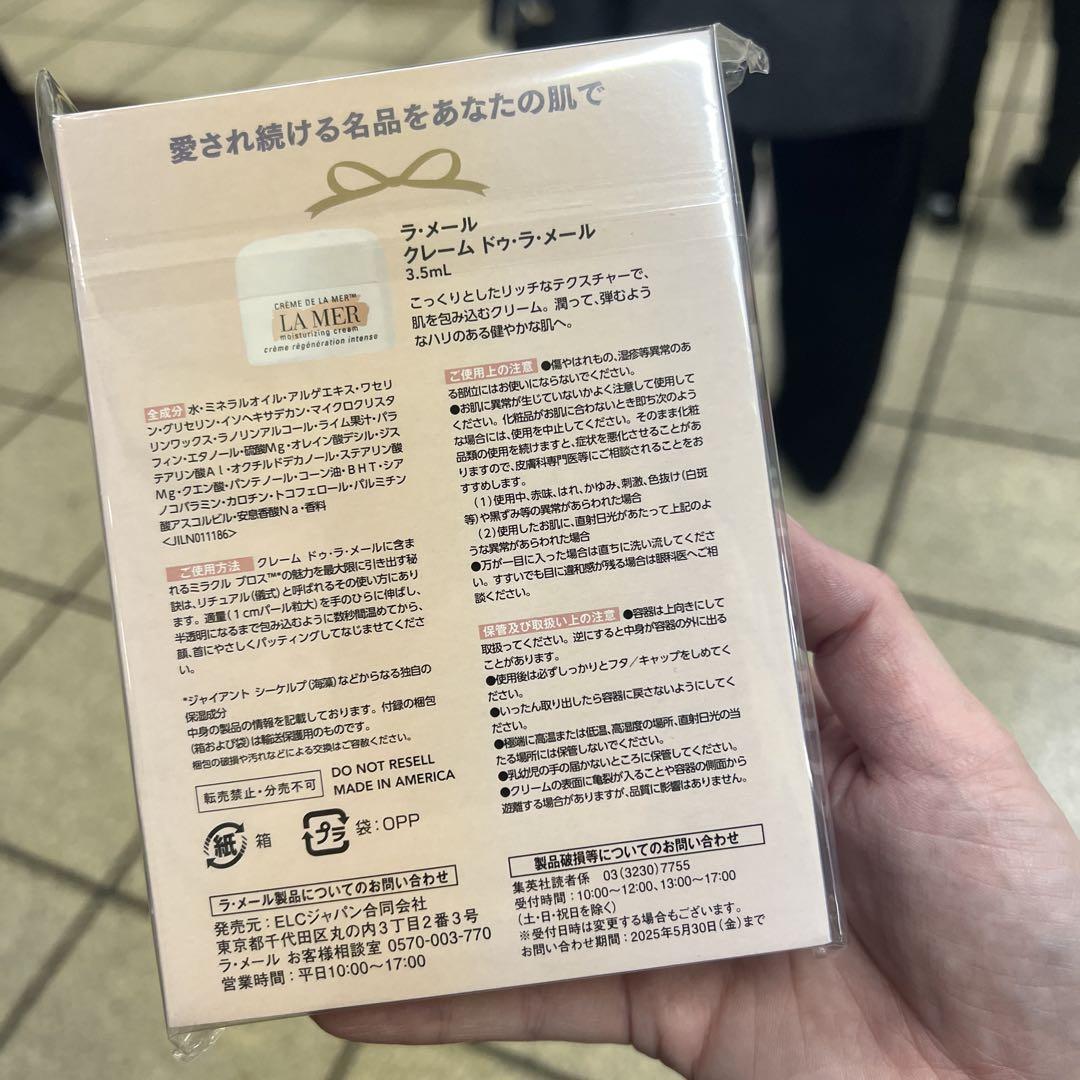 愛され続ける名品をあなたの肌で
ラ・メール
クレーム ドゥ・ラ・メール
3.5mL
こっくりとしたリッチなテクスチャーで、
肌を包み込むクリーム。潤って、弾むよう
なハリのある健やかな肌へ。
CRÈME DE LA MER™
LA MER
moisturizing cream
crème régénération intense
全成分 水・ミネラルオイル・アルゲエキス・ワセリ
ン・グリセリン・イソヘキサデカン・マイクロクリスタ
リンワックス・ラノリンアルコール・ライム果汁・パラ
フィン・エタノール・硫酸Mg・オレイン酸デシル・ジス
テアリン酸Al・オクチルドデカノール・ステアリン酸
Mg・クエン酸・パンテノール・コーン油・BHT・シア
ノコバラミン・カロチン・トコフェロール・パルミチン
酸アスコルビル・安息香酸Na・香料
<JILN011186>
ご使用方法 クレーム ドゥ・ラ・メールに含ま
れるミラクル ブロス™*の魅力を最大限に引き出す秘
訣は、リチュアル(儀式)と呼ばれるその使い方にあり
ます。適量(1cmパール粒大)を手のひらに伸ばし、
半透明になるまで包み込むように数秒間温めてから、
顔、首にやさしくパッティングしてなじませてくださ
い。
*ジャイアント シーケルプ(海藻)などからなる独自の
保湿成分
中身の製品の情報を記載しております。付録の梱包
(箱および袋)は輸送保護用のものです。
梱包の破損や汚れなどによる交換はご容赦ください。
転売禁止・分売不可
DO NOT RESELL
MADE IN AMERICA
紙 箱
プラ 袋:OPP
ラ・メール製品についてのお問い合わせ
発売元:ELCジャパン合同会社
東京都千代田区丸の内3丁目2番3号
ラ・メール お客様相談室 0570-003-770
営業時間:平日10:00〜17:00
ご使用上の注意 ●傷やはれもの、湿疹等異常のあ
る部位にはお使いにならないでください。
●お肌に異常が生じていないかよく注意して使用して
ください。化粧品がお肌に合わないとき即ち次のよう
な場合には、使用を中止してください。そのまま化粧
品類の使用を続けますと、症状を悪化させることがあ
りますので、皮膚科専門医等にご相談されることをお
すすめします。
(1)使用中、赤味、はれ、かゆみ、刺激、色抜け(白斑
等)や黒ずみ等の異常があらわれた場合
(2)使用したお肌に、直射日光があたって上記のよ
うな異常があらわれた場合
●万が一目に入った場合は直ちに洗い流してくださ
い。すすいでも目に違和感が残る場合は眼科医へご相
談ください。
保管及び取扱い上の注意 ●容器は上向きにして
取扱ってください。逆にすると中身が容器の外に出る
ことがあります。
●使用後は必ずしっかりとフタ/キャップをしめてく
ださい。
●いったん取り出したら容器に戻さないようにしてく
ださい。
●極端に高温または低温、高湿度の場所、直射日光の当
たる場所には保管しないでください。
●乳幼児の手の届かないところに保管してください。
●クリームの表面に亀裂が入ることや容器の側面から
遊離する場合がありますが、品質に影響はありません。
製品破損等についてのお問い合わせ
集英社読者係 03(3230)7755
受付時間:10:00〜12:00、13:00〜17:00
(土・日・祝日を除く)
※受付日時は変更する場合もございます。
お問い合わせ期間:2025年5月30日(金)まで